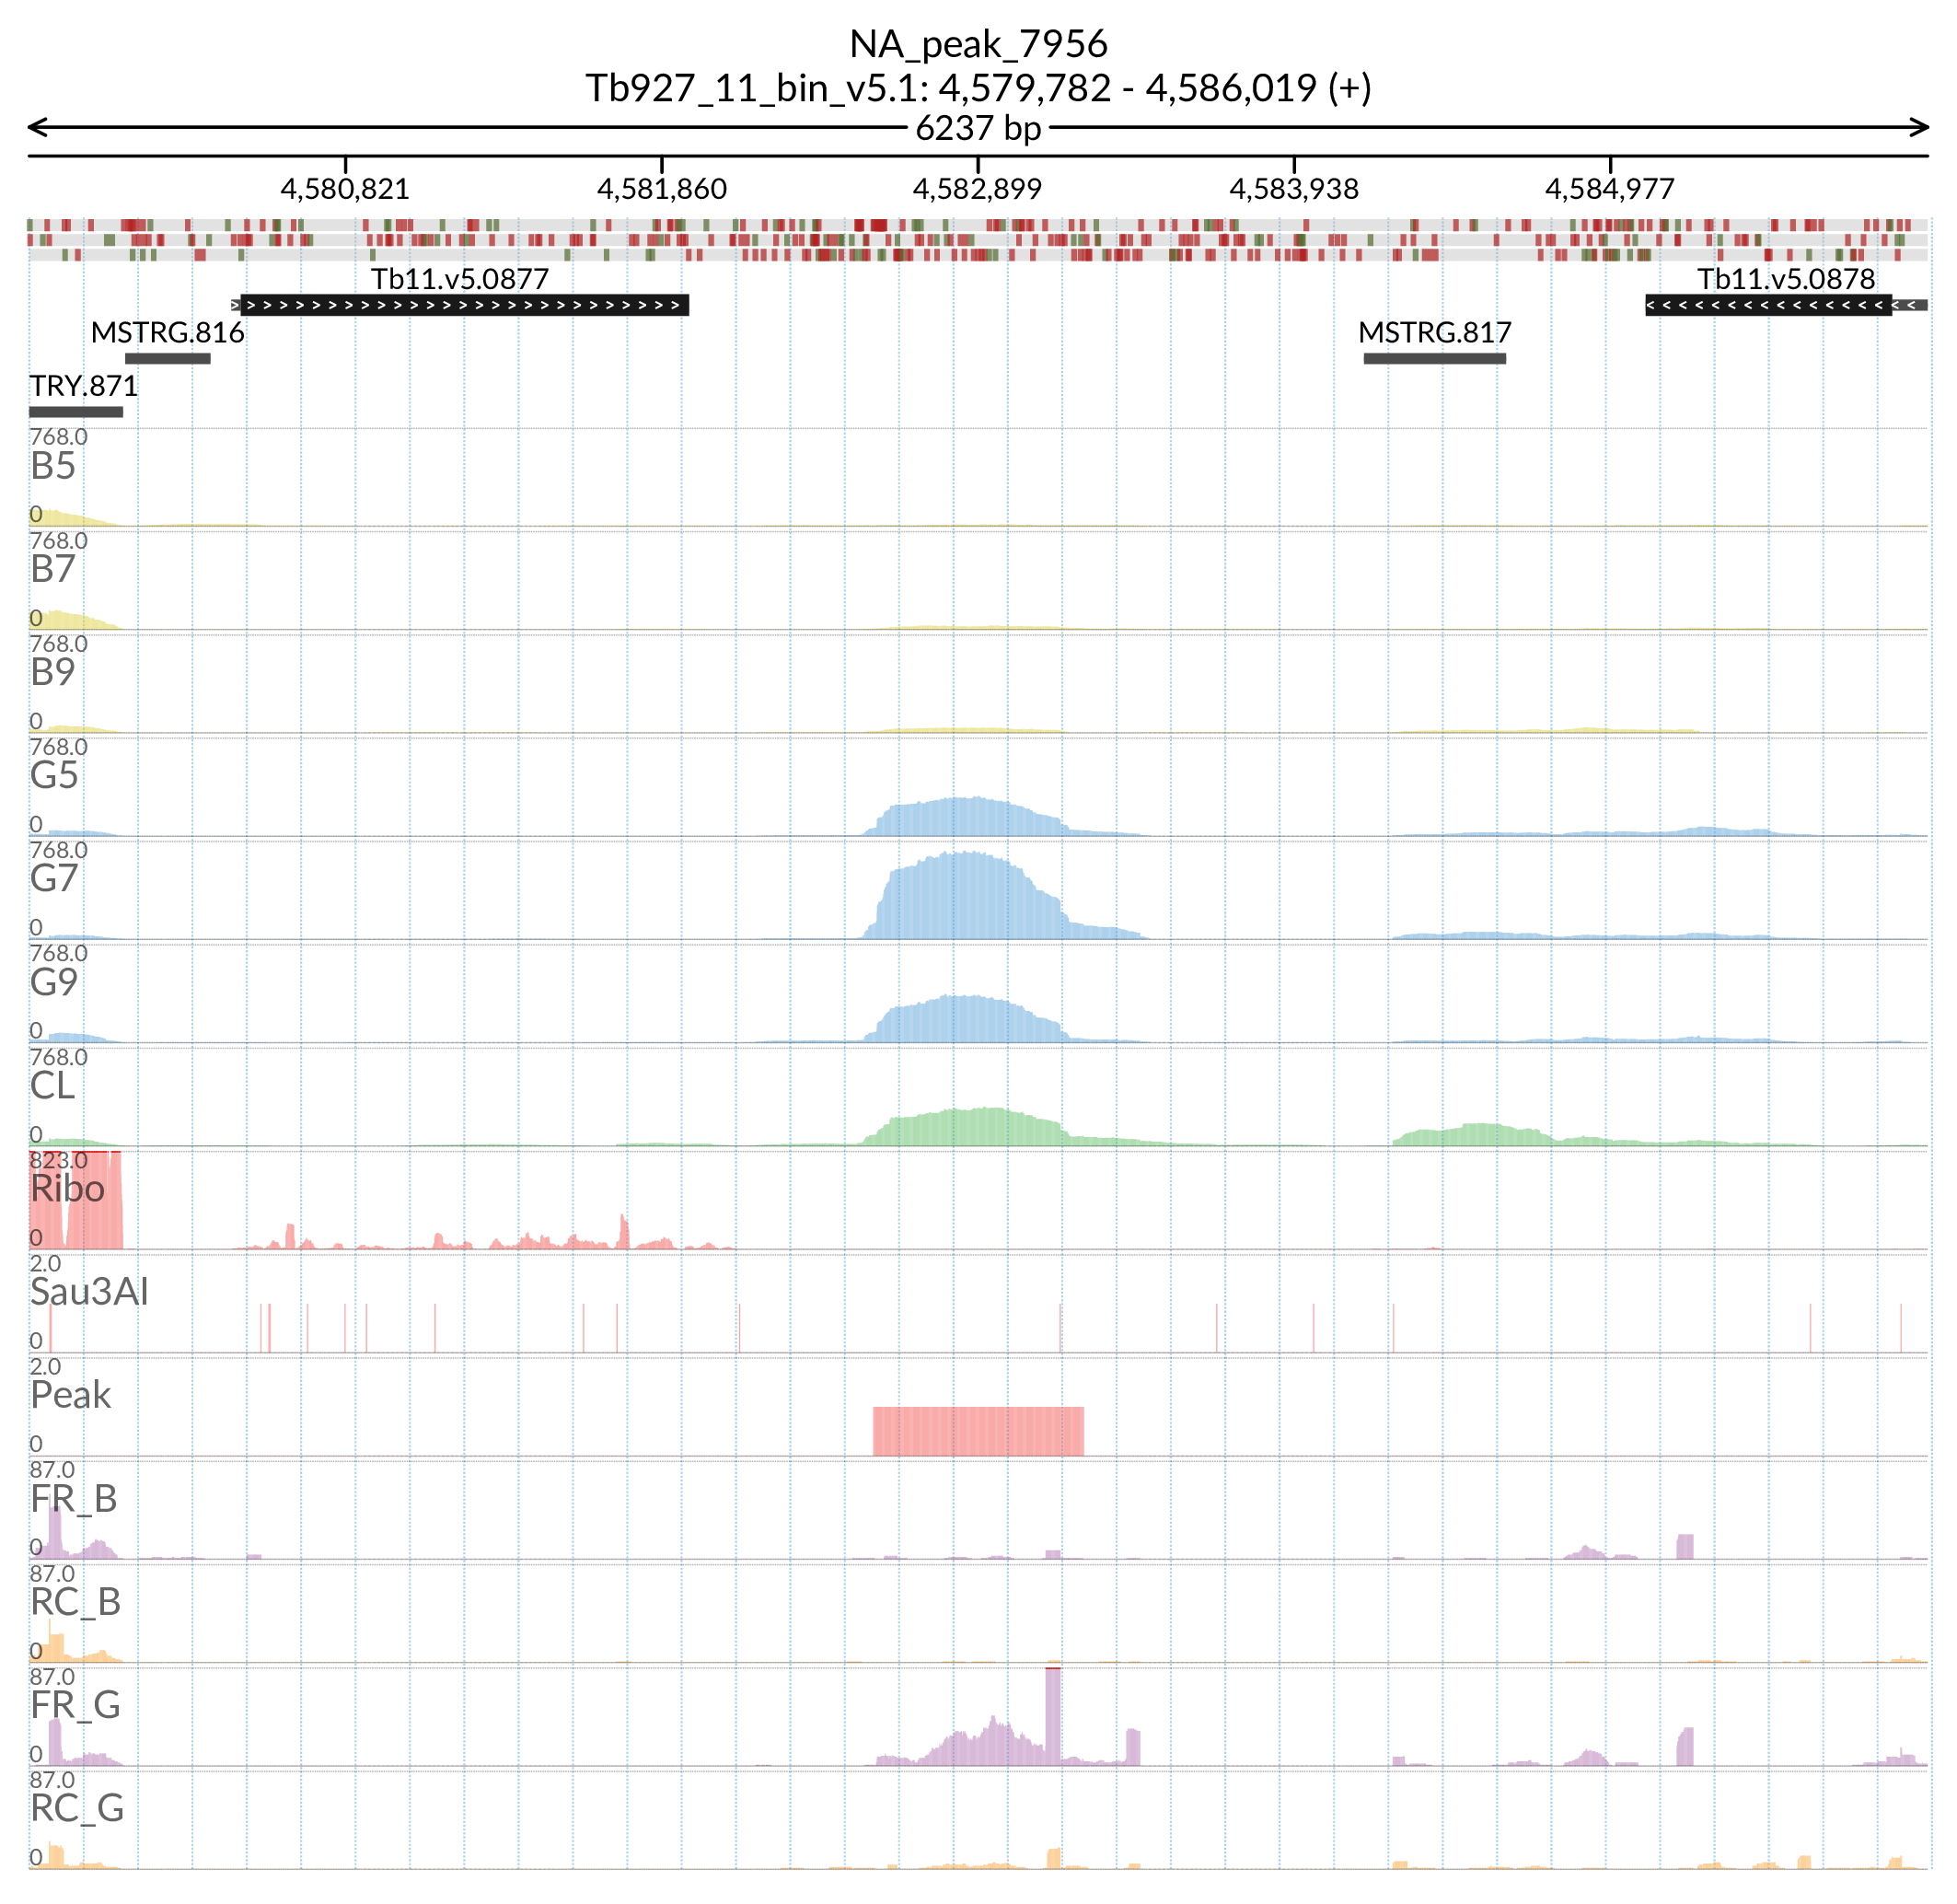 NA_peak_7956
Tb927_11_bin_v5.1: 4,579,782 - 4,586,019 (+)
6237 bp
4,580,821 4,581,860 4,582,899 4,583,938 4,584,977
Tb11.v5.0877 Tb11.v5.0878
MSTRG.816 MSTRG.817
TRY.871
768.0
B5
0
768.0
B7
0
768.0
B9
0
768.0
G5
0
768.0
G7
0
768.0
G9
0
768.0
CL
0
823.0
Ribo
0
2.0
Sau3AI
0
2.0
Peak
0
87.0
FR_B
0
87.0
RC_B
0
87.0
FR_G
0
87.0
RC_G
0